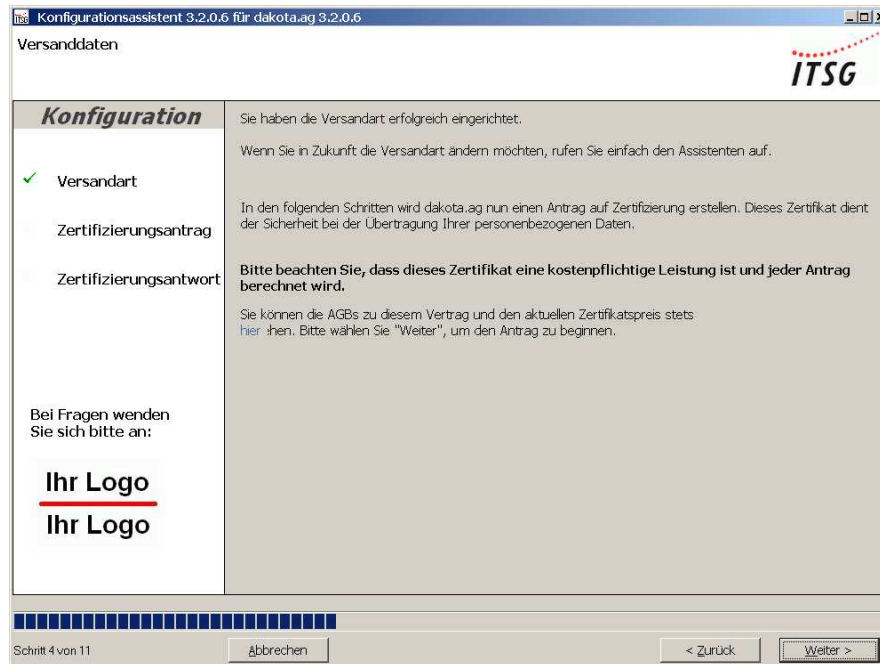 Konfigurationsassistent 3.2.0.6 für dakota.ag 3.2.0.6
Versanddaten
ITSG
Konfiguration
Versandart
Zertifizierungsantrag
Zertifizierungsantwort
Bei Fragen wenden
Sie sich bitte an:
Ihr Logo
Ihr Logo
Sie haben die Versandart erfolgreich eingerichtet.
Wenn Sie in Zukunft die Versandart ändern möchten, rufen Sie einfach den Assistenten auf.
In den folgenden Schritten wird dakota.ag nun einen Antrag auf Zertifizierung erstellen. Dieses Zertifikat dient
der Sicherheit bei der Übertragung Ihrer personenbezogenen Daten.
Bitte beachten Sie, dass dieses Zertifikat eine kostenpflichtige Leistung ist und jeder Antrag
berechnet wird.
Sie können die AGBs zu diesem Vertrag und den aktuellen Zertifikatspreis stets
hier hen. Bitte wählen Sie "Weiter", um den Antrag zu beginnen.
Schritt 4 von 11
Abbrechen
< Zurück
Weiter >